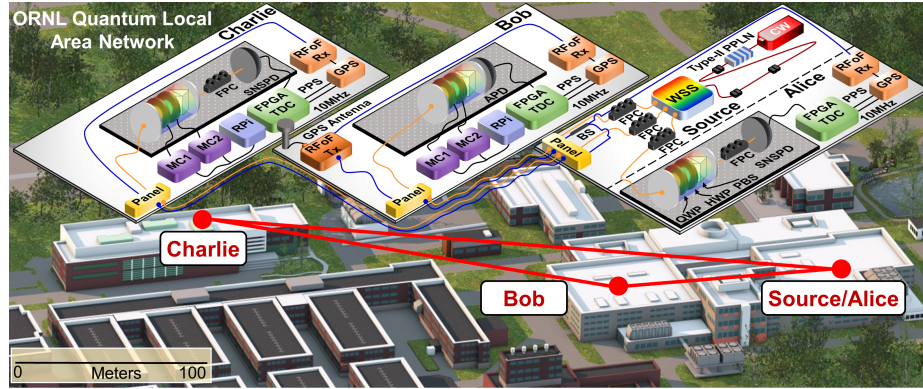 ORNL Quantum Local
Area Network
Charlie
RFoF
Rx
GPS
PPS
10MHz
FPGA
TDC
SNSPD
FPC
RPi
MC2
MC1
Panel
GPS Antenna
RFoF
Tx
Bob
RFoF
Rx
GPS
PPS
10MHz
FPGA
TDC
APD
RPi
MC2
MC1
Panel
Panel
BS
FPC
FPC
FPC
WSS
Type-II PPLN
CW
Source
Alice
RFoF
Rx
GPS
PPS
10MHz
FPGA
TDC
FPC
QWP
HWP
PBS
SNSPD
Charlie
Bob
Source/Alice
0 Meters 100